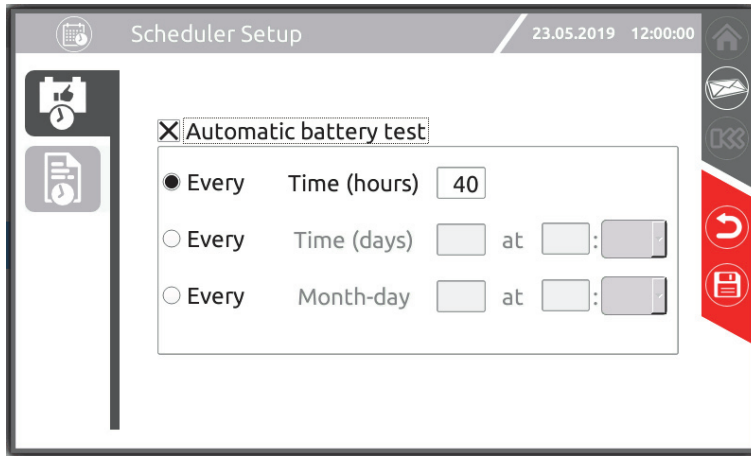 Scheduler Setup 23.05.2019 12:00:00
Automatic battery test
Every Time (hours) 40
Every Time (days) at :
Every Month-day at :